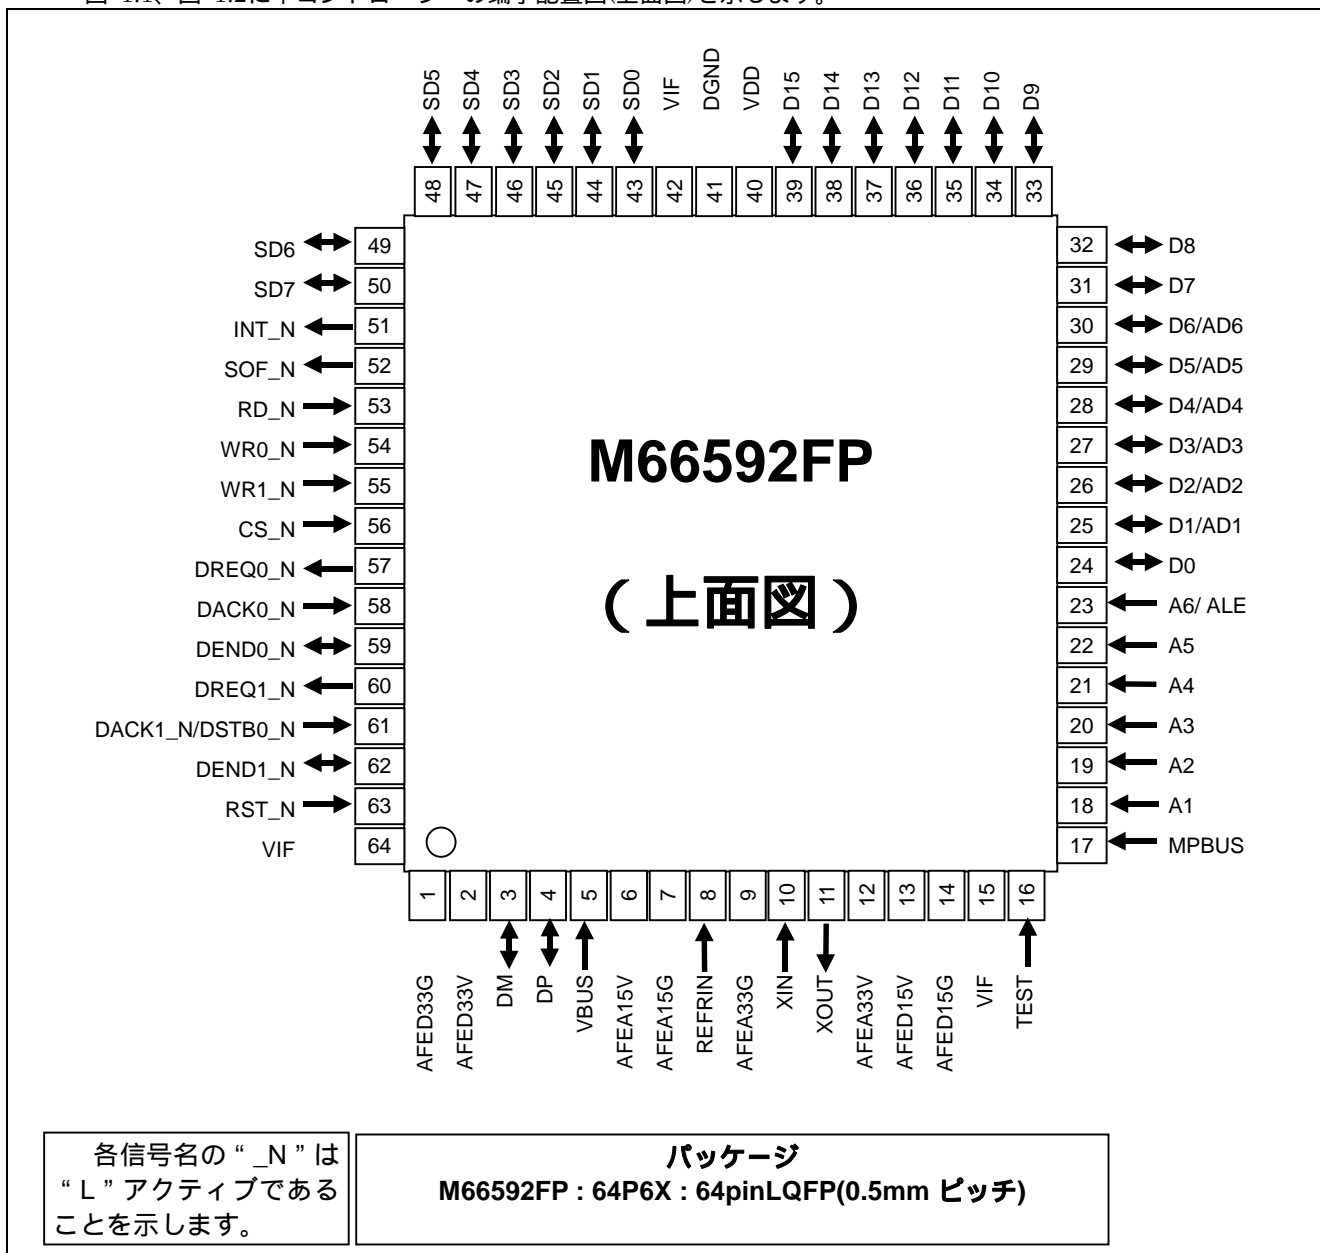 図 1.1、図 1.2に本コントローラの端子配置図(上面図)を示します。
SD5 SD4 SD3 SD2 SD1 SD0 VIF DGND VDD D15 D14 D13 D12 D11 D10 D9
48 47 46 45 44 43 42 41 40 39 38 37 36 35 34 33
SD6 49
SD7 50
INT_N 51
SOF_N 52
RD_N 53
WR0_N 54
WR1_N 55
CS_N 56
DREQ0_N 57
DACK0_N 58
DEND0_N 59
DREQ1_N 60
DACK1_N/DSTB0_N 61
DEND1_N 62
RST_N 63
VIF 64
M66592FP
(上面図)
32 D8
31 D7
30 D6/AD6
29 D5/AD5
28 D4/AD4
27 D3/AD3
26 D2/AD2
25 D1/AD1
24 D0
23 A6/ ALE
22 A5
21 A4
20 A3
19 A2
18 A1
17 MPBUS
1 2 3 4 5 6 7 8 9 10 11 12 13 14 15 16
AFED33G AFED33V DM DP VBUS AFEA15V AFEA15G REFRIN AFEA33G XIN XOUT AFEA33V AFED15V AFED15G VIF TEST
各信号名の“_N”は
“L”アクティブである
ことを示します。
パッケージ
M66592FP : 64P6X : 64pinLQFP(0.5mm ピッチ)